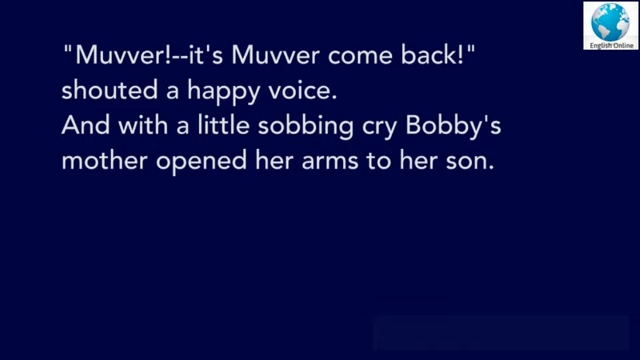 "Muvver!--it's Muvver come back!"
shouted a happy voice.
And with a little sobbing cry Bobby's
mother opened her arms to her son.
English Online